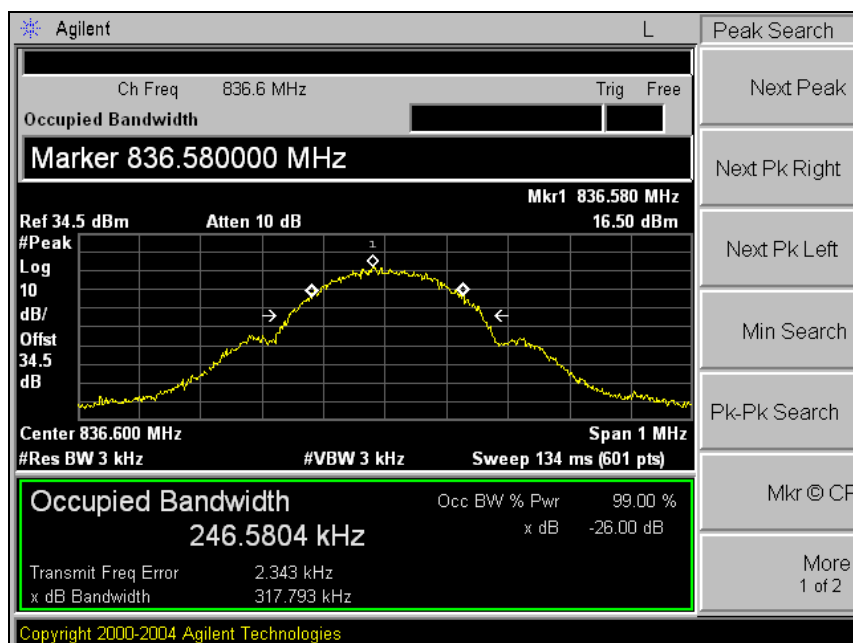 Agilent L
Peak Search
Ch Freq 836.6 MHz Trig Free
Occupied Bandwidth
Marker 836.580000 MHz
Mkr1 836.580 MHz
Ref 34.5 dBm Atten 10 dB 16.50 dBm
#Peak
Log
10
dB/
Offst
34.5
dB
1
Center 836.600 MHz Span 1 MHz
#Res BW 3 kHz #VBW 3 kHz Sweep 134 ms (601 pts)
Occupied Bandwidth
246.5804 kHz
Occ BW % Pwr 99.00 %
x dB -26.00 dB
Transmit Freq Error 2.343 kHz
x dB Bandwidth 317.793 kHz
Copyright 2000-2004 Agilent Technologies
Next Peak
Next Pk Right
Next Pk Left
Min Search
Pk-Pk Search
Mkr © CF
More
1 of 2